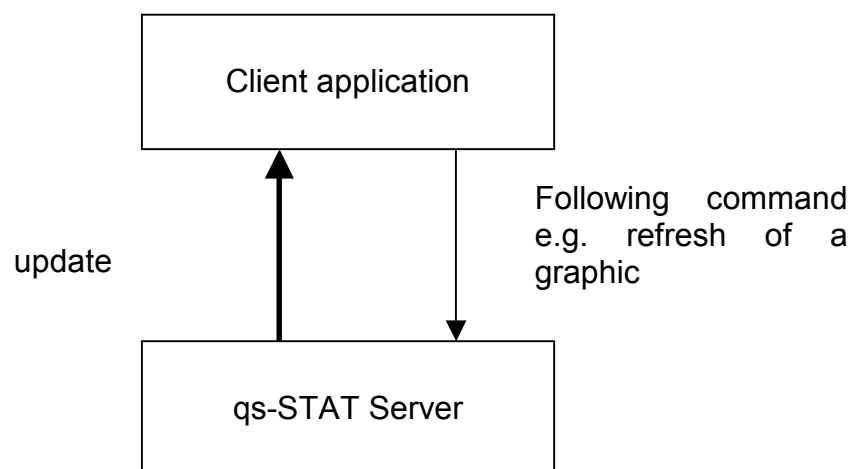 Client application
Following command
e.g. refresh of a
graphic
update
qs-STAT Server